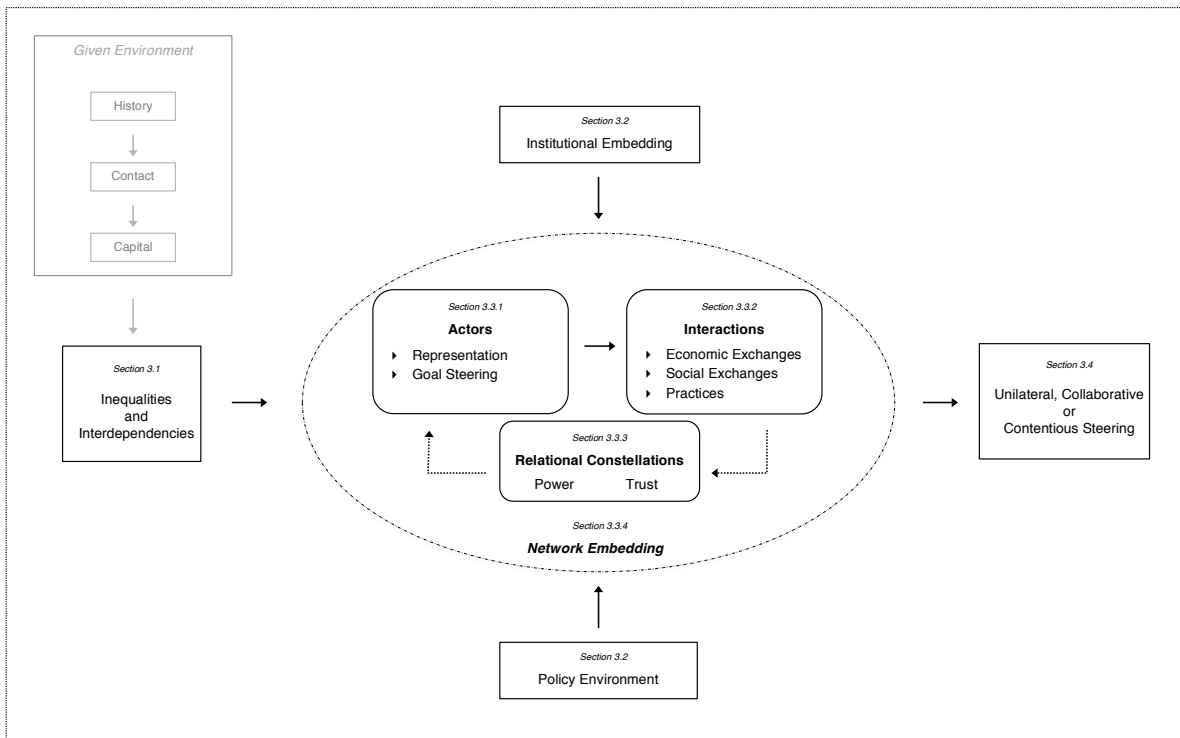 Given Environment
History
Contact
Capital
Section 3.2
Institutional Embedding
Section 3.1
Inequalities
and
Interdependencies
Section 3.3.1
Actors
Representation
Goal Steering
Section 3.3.2
Interactions
Economic Exchanges
Social Exchanges
Practices
Section 3.3.3
Relational Constellations
Power Trust
Section 3.3.4
Network Embedding
Section 3.4
Unilateral, Collaborative
or
Contentious Steering
Section 3.2
Policy Environment